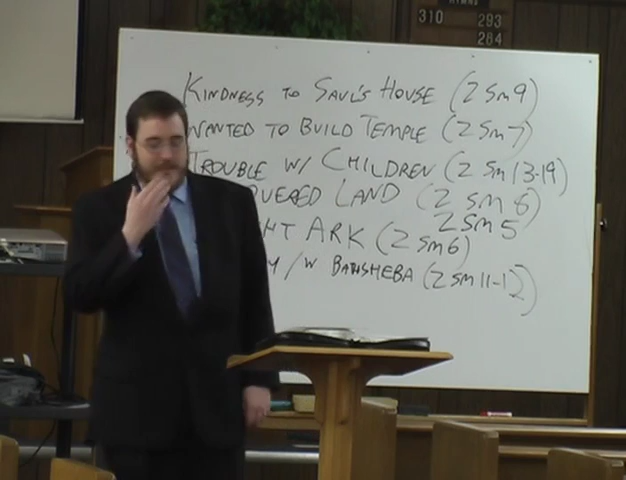 HYMNS
310 293
284
KINDNESS TO SAUL'S HOUSE (2 Sm 9)
WANTED TO BUILD TEMPLE (2 Sm 7)
TROUBLE W/ CHILDREN (2 Sm 13-19)
QUERED LAND (2 Sm 8)
2 Sm 5
HT ARK (2 Sm 6)
Y /W BATHSHEBA (2 Sm 11-12)